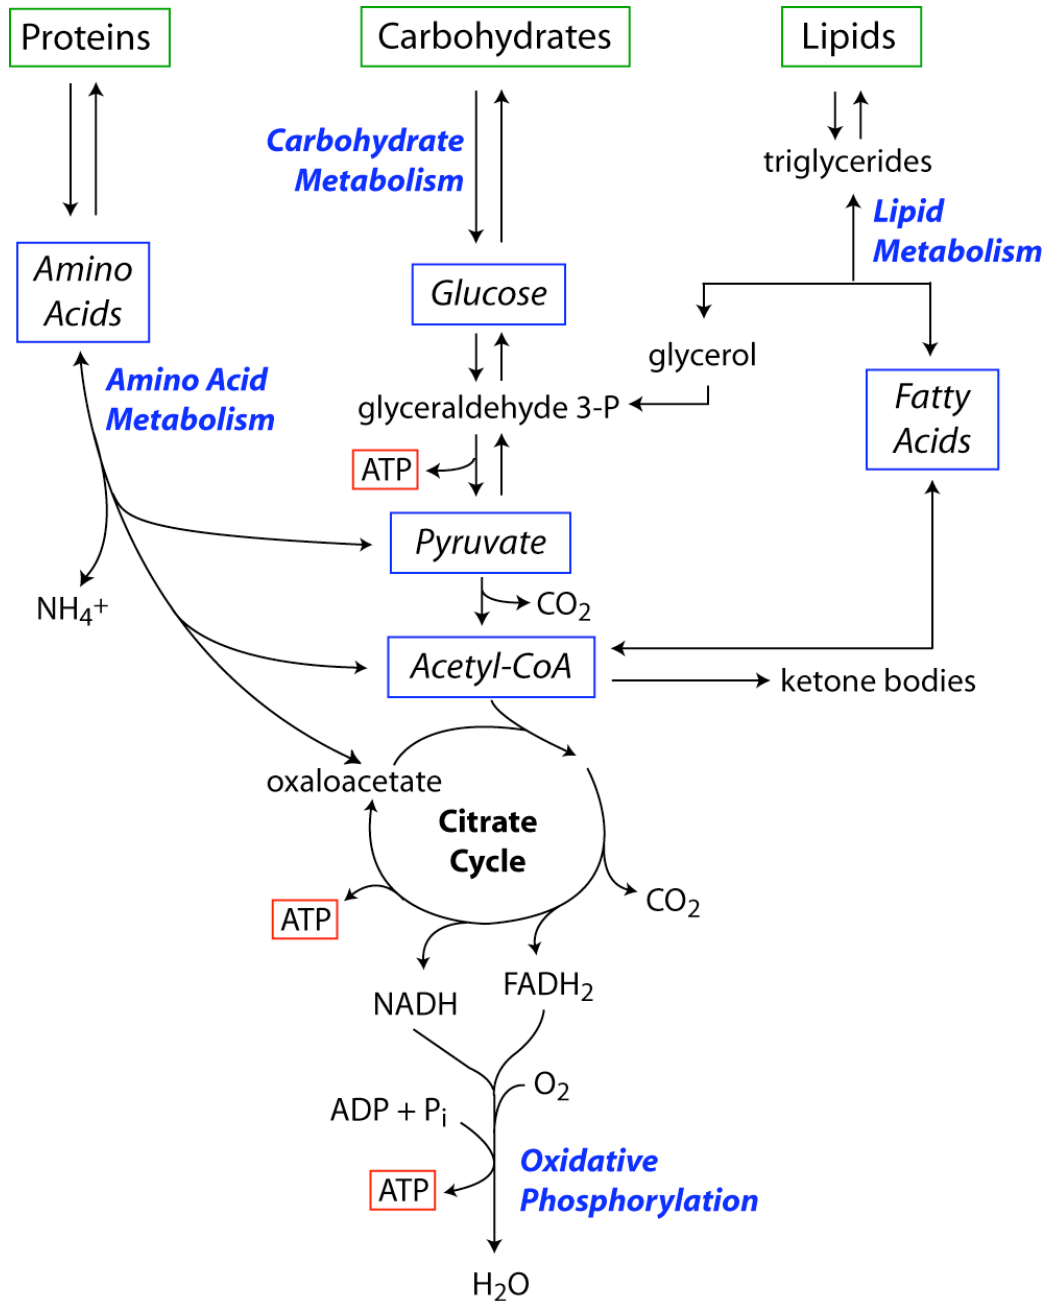 Proteins
Carbohydrates
Lipids
Carbohydrate
Metabolism
triglycerides
Lipid
Metabolism
Amino
Acids
Glucose
glycerol
Amino Acid
Metabolism
glyceraldehyde 3-P
Fatty
Acids
ATP
Pyruvate
NH₄⁺
CO₂
Acetyl-CoA
ketone bodies
oxaloacetate
Citrate
Cycle
CO₂
ATP
NADH
FADH₂
O₂
ADP + Pᵢ
Oxidative
Phosphorylation
ATP
H₂O